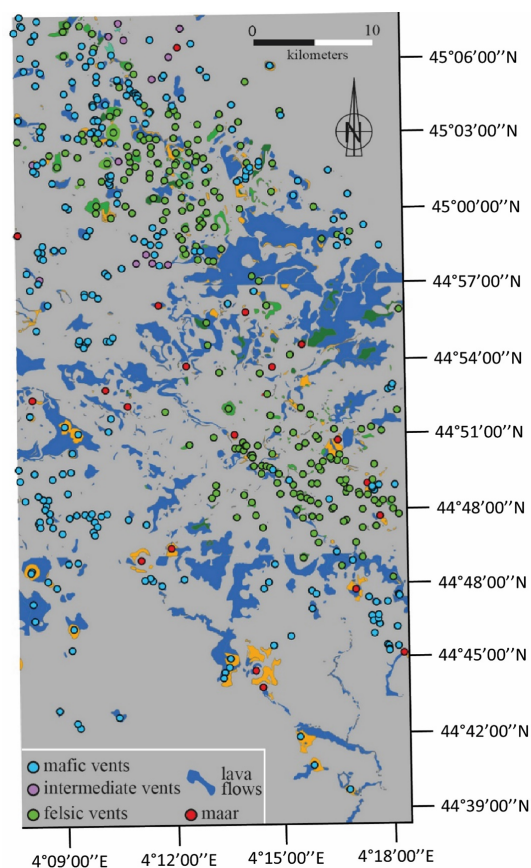 0 10
kilometers
N
45°06'00''N
45°03'00''N
45°00'00''N
44°57'00''N
44°54'00''N
44°51'00''N
44°48'00''N
44°48'00''N
44°45'00''N
44°42'00''N
44°39'00''N
mafic vents
intermediate vents
felsic vents
lava
flows
maar
4°09'00''E 4°12'00''E 4°15'00''E 4°18'00''E